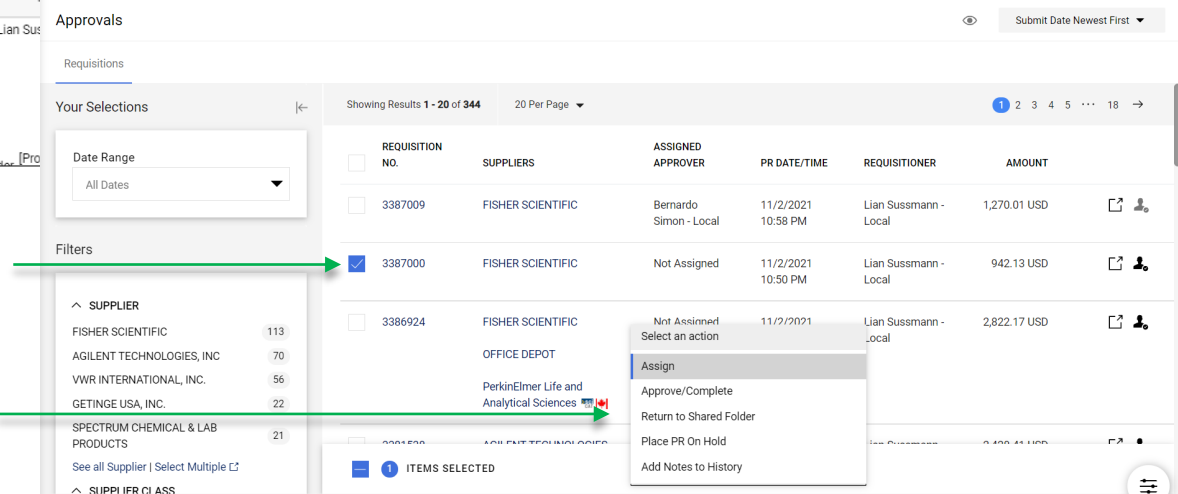 Lian Sus
[Pro
Approvals
Submit Date Newest First
Requisitions
Your Selections
Showing Results 1 - 20 of 344
20 Per Page
1 2 3 4 5 ... 18
Date Range
All Dates
REQUISITION NO.
SUPPLIERS
ASSIGNED APPROVER
PR DATE/TIME
REQUISITIONER
AMOUNT
3387009
FISHER SCIENTIFIC
Bernardo
Simon - Local
11/2/2021
10:58 PM
Lian Sussmann -
Local
1,270.01 USD
Filters
3387000
FISHER SCIENTIFIC
Not Assigned
11/2/2021
10:50 PM
Lian Sussmann -
Local
942.13 USD
SUPPLIER
FISHER SCIENTIFIC 113
AGILENT TECHNOLOGIES, INC 70
VWR INTERNATIONAL, INC. 56
GETINGE USA, INC. 22
SPECTRUM CHEMICAL & LAB
PRODUCTS 21
See all Supplier | Select Multiple
SUPPLIER CLASS
3386924
FISHER SCIENTIFIC
OFFICE DEPOT
PerkinElmer Life and
Analytical Sciences
Not Assigned
11/2/2021
Lian Sussmann -
Local
2,822.17 USD
Select an action
Assign
Approve/Complete
Return to Shared Folder
Place PR On Hold
Add Notes to History
AGILENT TECHNOLOGIES
1 ITEMS SELECTED